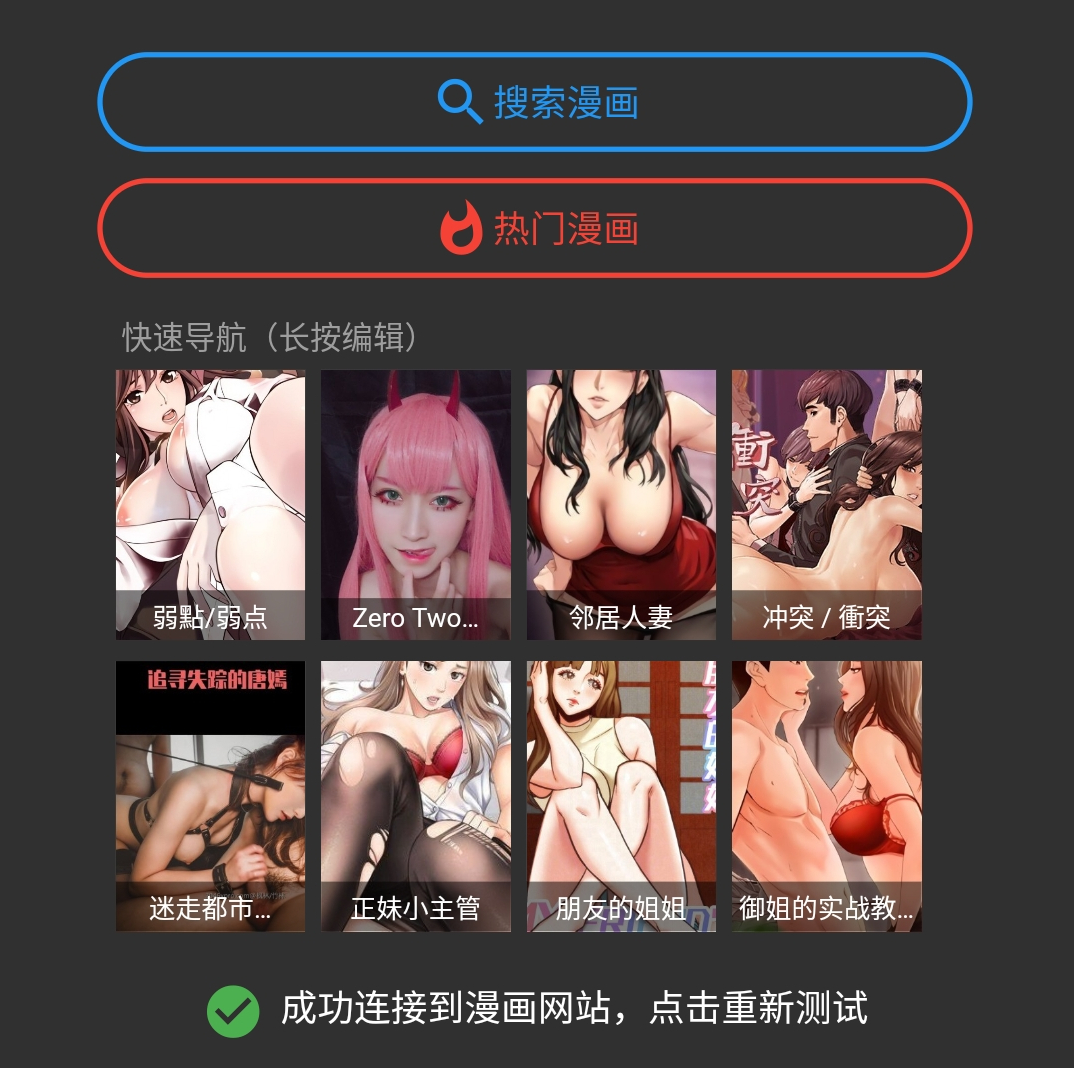 搜索漫画
热门漫画
快速导航（长按编辑）
衝突
弱點/弱点
Zero Two...
邻居人妻
冲突 / 衝突
追寻失踪的唐嫣
迷走都市...
正妹小主管
朋友的姐姐
御姐的实战教...
成功连接到漫画网站，点击重新测试